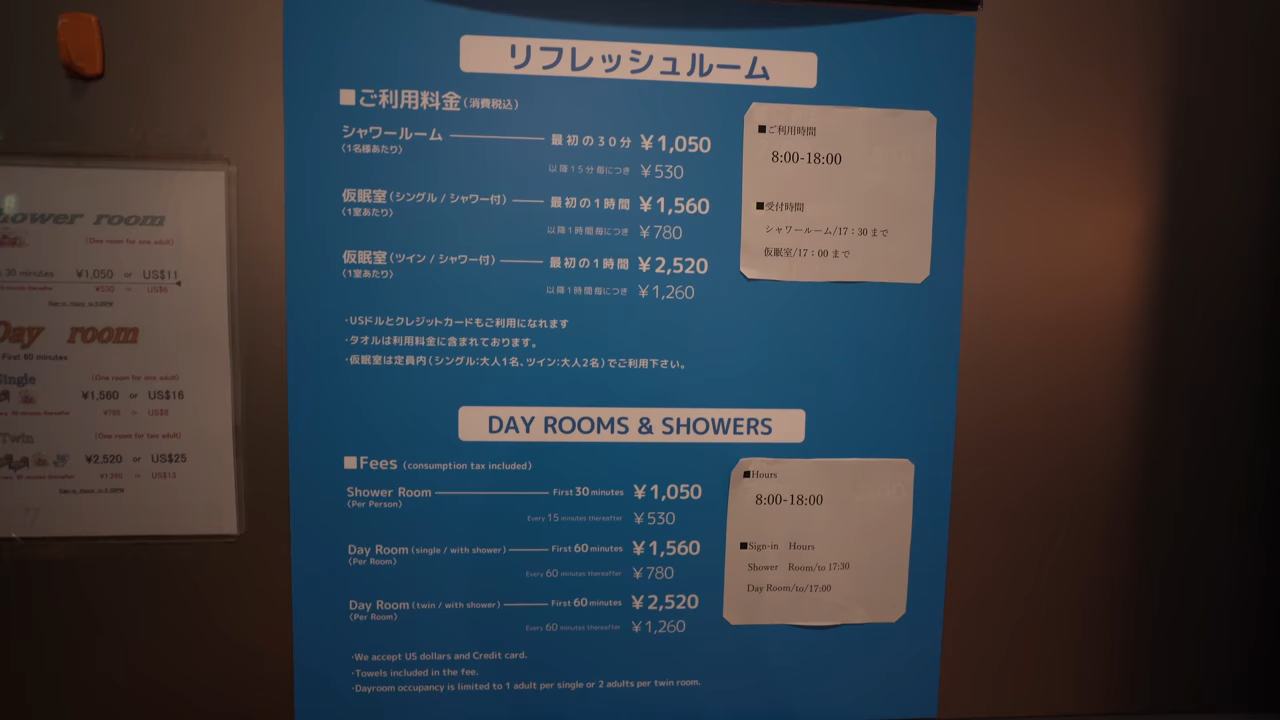 リフレッシュルーム
■ご利用料金(消費税込)
シャワールーム 最初の30分 ¥1,050
(1名様あたり)
以降15分毎につき ¥530
仮眠室(シングル / シャワー付) 最初の1時間 ¥1,560
(1室あたり)
以降1時間毎につき ¥780
仮眠室(ツイン / シャワー付) 最初の1時間 ¥2,520
(1室あたり)
以降1時間毎につき ¥1,260
・USドルとクレジットカードもご利用になれます
・タオルは利用料金に含まれております。
・仮眠室は定員内(シングル:大人1名、ツイン:大人2名)でご利用下さい。
■ご利用時間
8:00-18:00
■受付時間
シャワールーム/17:30 まで
仮眠室/17:00 まで
DAY ROOMS & SHOWERS
■Fees (consumption tax included)
Shower Room First 30 minutes ¥1,050
(Per Person)
Every 15 minutes thereafter ¥530
Day Room (single / with shower) First 60 minutes ¥1,560
(Per Room)
Every 60 minutes thereafter ¥780
Day Room (twin / with shower) First 60 minutes ¥2,520
(Per Room)
Every 60 minutes thereafter ¥1,260
・We accept US dollars and Credit card.
・Towels included in the fee.
・Dayroom occupancy is limited to 1 adult per single or 2 adults per twin room.
■Hours
8:00-18:00
■Sign-in Hours
Shower Room/to 17:30
Day Room/to/17:00
hower room
(One room for one adult)
30 minutes ¥1,050 or US$11
¥530 or US$6
Day room
First 60 minutes
Single (One room for one adult)
¥1,560 or US$16
¥780 or US$8
Twin (One room for two adult)
¥2,520 or US$25
¥1,260 or US$13